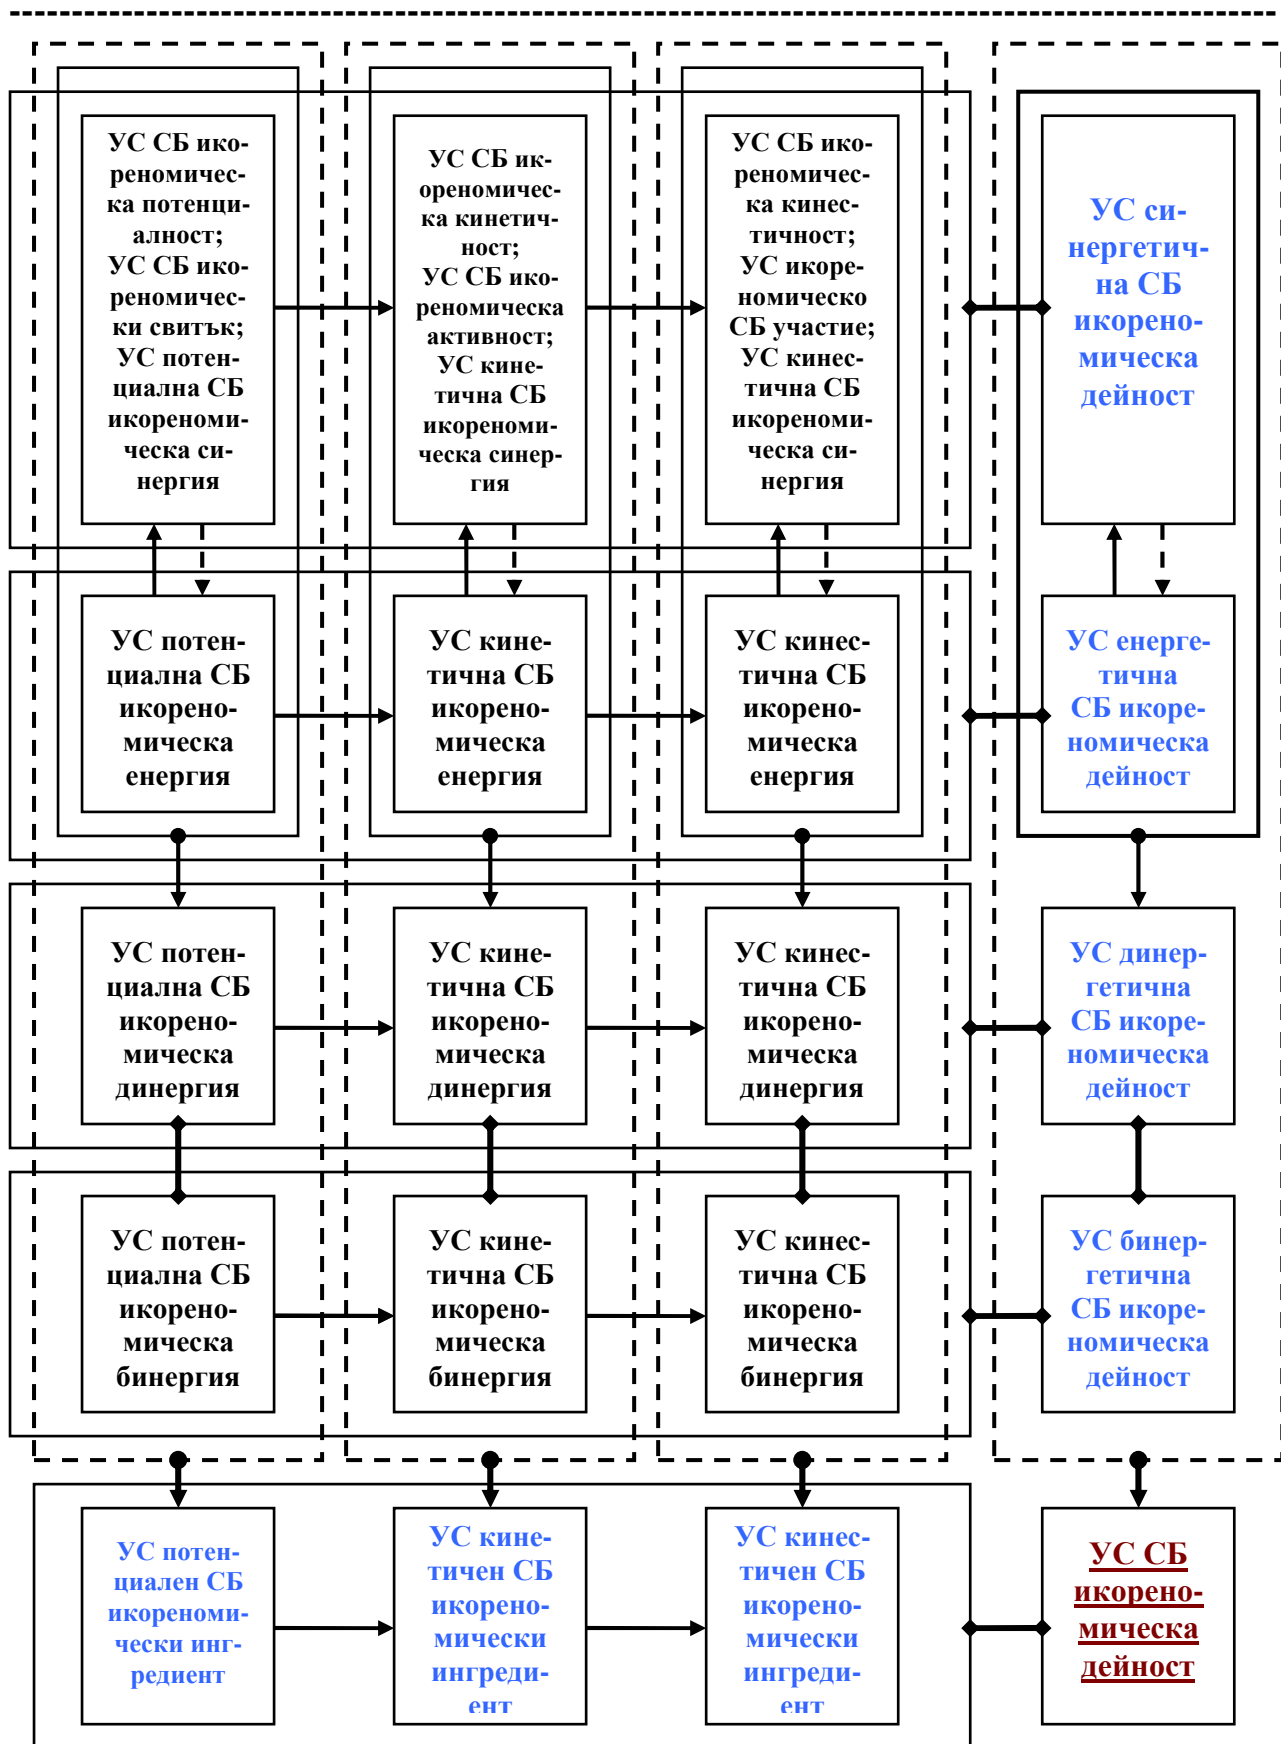 УС СБ ико-
реномичес-
ка потенци-
алност;
УС СБ ико-
реномичес-
ки свитък;
УС потен-
циална СБ
икореноми-
ческа си-
нергия
УС СБ ик-
ореномичес-
ка кинетич-
ност;
УС СБ ико-
реномическа
активност;
УС кине-
тична СБ
икореноми-
ческа синер-
гия
УС СБ ико-
реномичес-
ка кинес-
тичност;
УС икоре-
номическо
СБ участие;
УС кинес-
тична СБ
икореноми-
ческа си-
нергия
УС си-
нергетич-
на СБ
икорено-
мическа
дейност
УС потен-
циална СБ
икорено-
мическа
енергия
УС кине-
тична СБ
икорено-
мическа
енергия
УС кинес-
тична СБ
икорено-
мическа
енергия
УС енерге-
тична
СБ икоре-
номическа
дейност
УС потен-
циална СБ
икорено-
мическа
динергия
УС кине-
тична СБ
икорено-
мическа
динергия
УС кинес-
тична СБ
икорено-
мическа
динергия
УС динер-
гетична
СБ икоре-
номическа
дейност
УС потен-
циална СБ
икорено-
мическа
бинергия
УС кине-
тична СБ
икорено-
мическа
бинергия
УС кинес-
тична СБ
икорено-
мическа
бинергия
УС бинер-
гетична
СБ икоре-
номическа
дейност
УС потен-
циален СБ
икореноми-
чески инг-
редиент
УС кине-
тичен СБ
икорено-
мически
ингреди-
ент
УС кинес-
тичен СБ
икорено-
мически
ингреди-
ент
УС СБ
икорено-
мическа
дейност